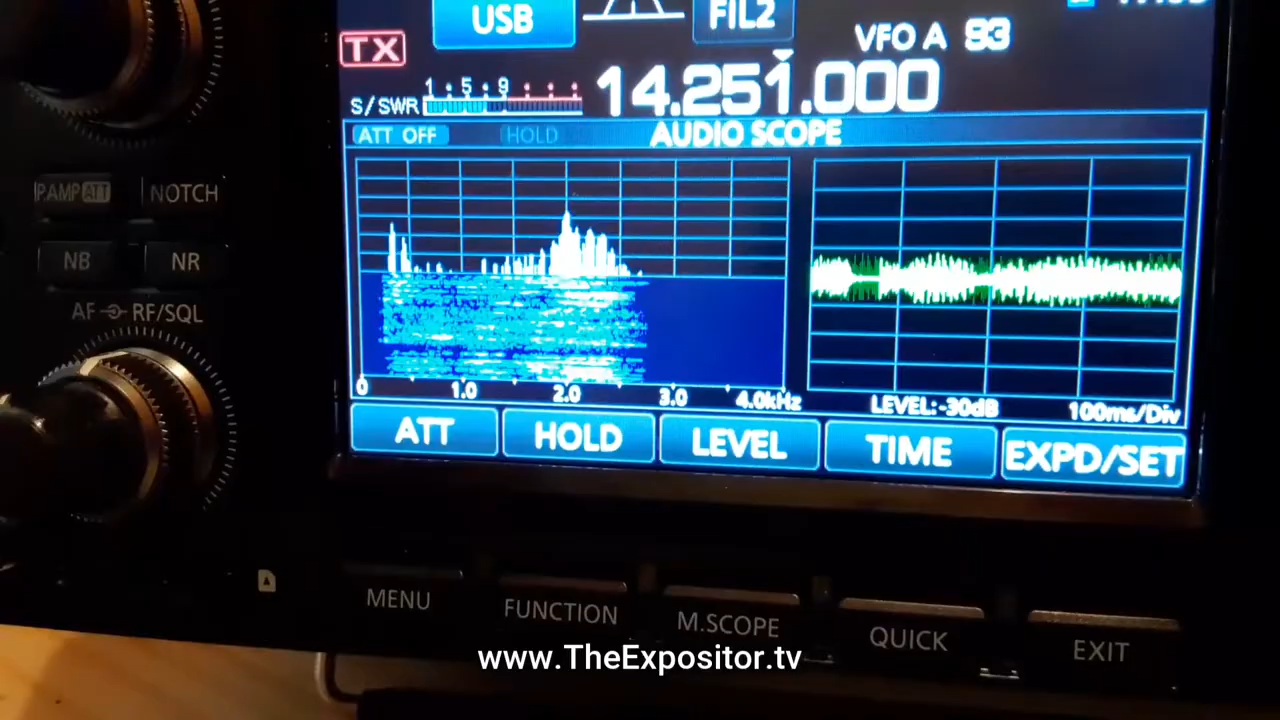 USB
FIL2
TX
VFO A 93
1 5 9
S/SWR
14.251.000
ATT OFF
HOLD
AUDIO SCOPE
P.AMP ATT
NOTCH
NB
NR
AF RF/SQL
0 1.0 2.0 3.0 4.0kHz
LEVEL:-30dB
100ms/Div
ATT
HOLD
LEVEL
TIME
EXPD/SET
MENU
FUNCTION
M.SCOPE
QUICK
EXIT
www.TheExpositor.tv